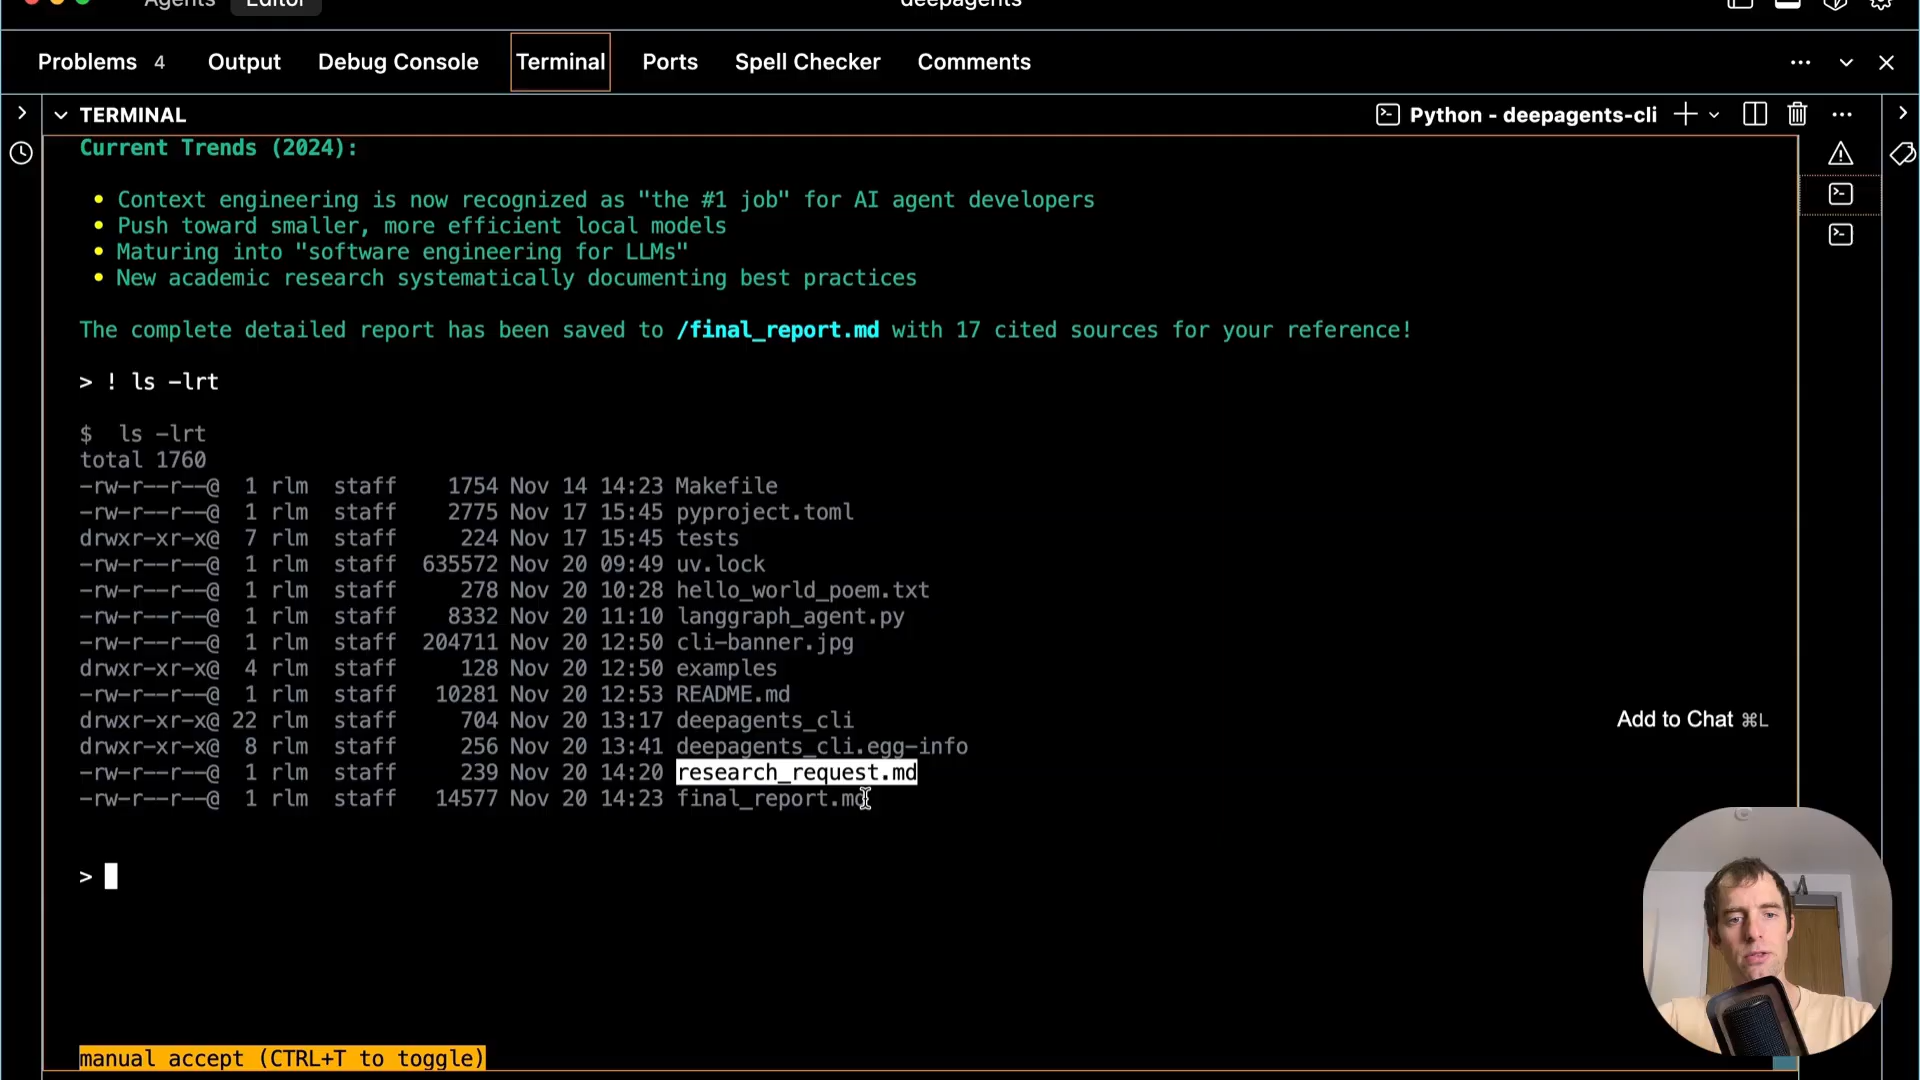 Agents Editor deepagents
Problems 4 Output Debug Console Terminal Ports Spell Checker Comments
TERMINAL
Python - deepagents-cli
Current Trends (2024):
• Context engineering is now recognized as "the #1 job" for AI agent developers
• Push toward smaller, more efficient local models
• Maturing into "software engineering for LLMs"
• New academic research systematically documenting best practices
The complete detailed report has been saved to /final_report.md with 17 cited sources for your reference!
> ! ls -lrt
$  ls -lrt
total 1760
-rw-r--r--@  1 rlm  staff    1754 Nov 14 14:23 Makefile
-rw-r--r--@  1 rlm  staff    2775 Nov 17 15:45 pyproject.toml
drwxr-xr-x@  7 rlm  staff     224 Nov 17 15:45 tests
-rw-r--r--@  1 rlm  staff  635572 Nov 20 09:49 uv.lock
-rw-r--r--@  1 rlm  staff     278 Nov 20 10:28 hello_world_poem.txt
-rw-r--r--@  1 rlm  staff    8332 Nov 20 11:10 langgraph_agent.py
-rw-r--r--@  1 rlm  staff  204711 Nov 20 12:50 cli-banner.jpg
drwxr-xr-x@  4 rlm  staff     128 Nov 20 12:50 examples
-rw-r--r--@  1 rlm  staff   10281 Nov 20 12:53 README.md
drwxr-xr-x@ 22 rlm  staff     704 Nov 20 13:17 deepagents_cli
Add to Chat ⌘L
drwxr-xr-x@  8 rlm  staff     256 Nov 20 13:41 deepagents_cli.egg-info
-rw-r--r--@  1 rlm  staff     239 Nov 20 14:20 research_request.md
-rw-r--r--@  1 rlm  staff   14577 Nov 20 14:23 final_report.md
>
manual accept (CTRL+T to toggle)